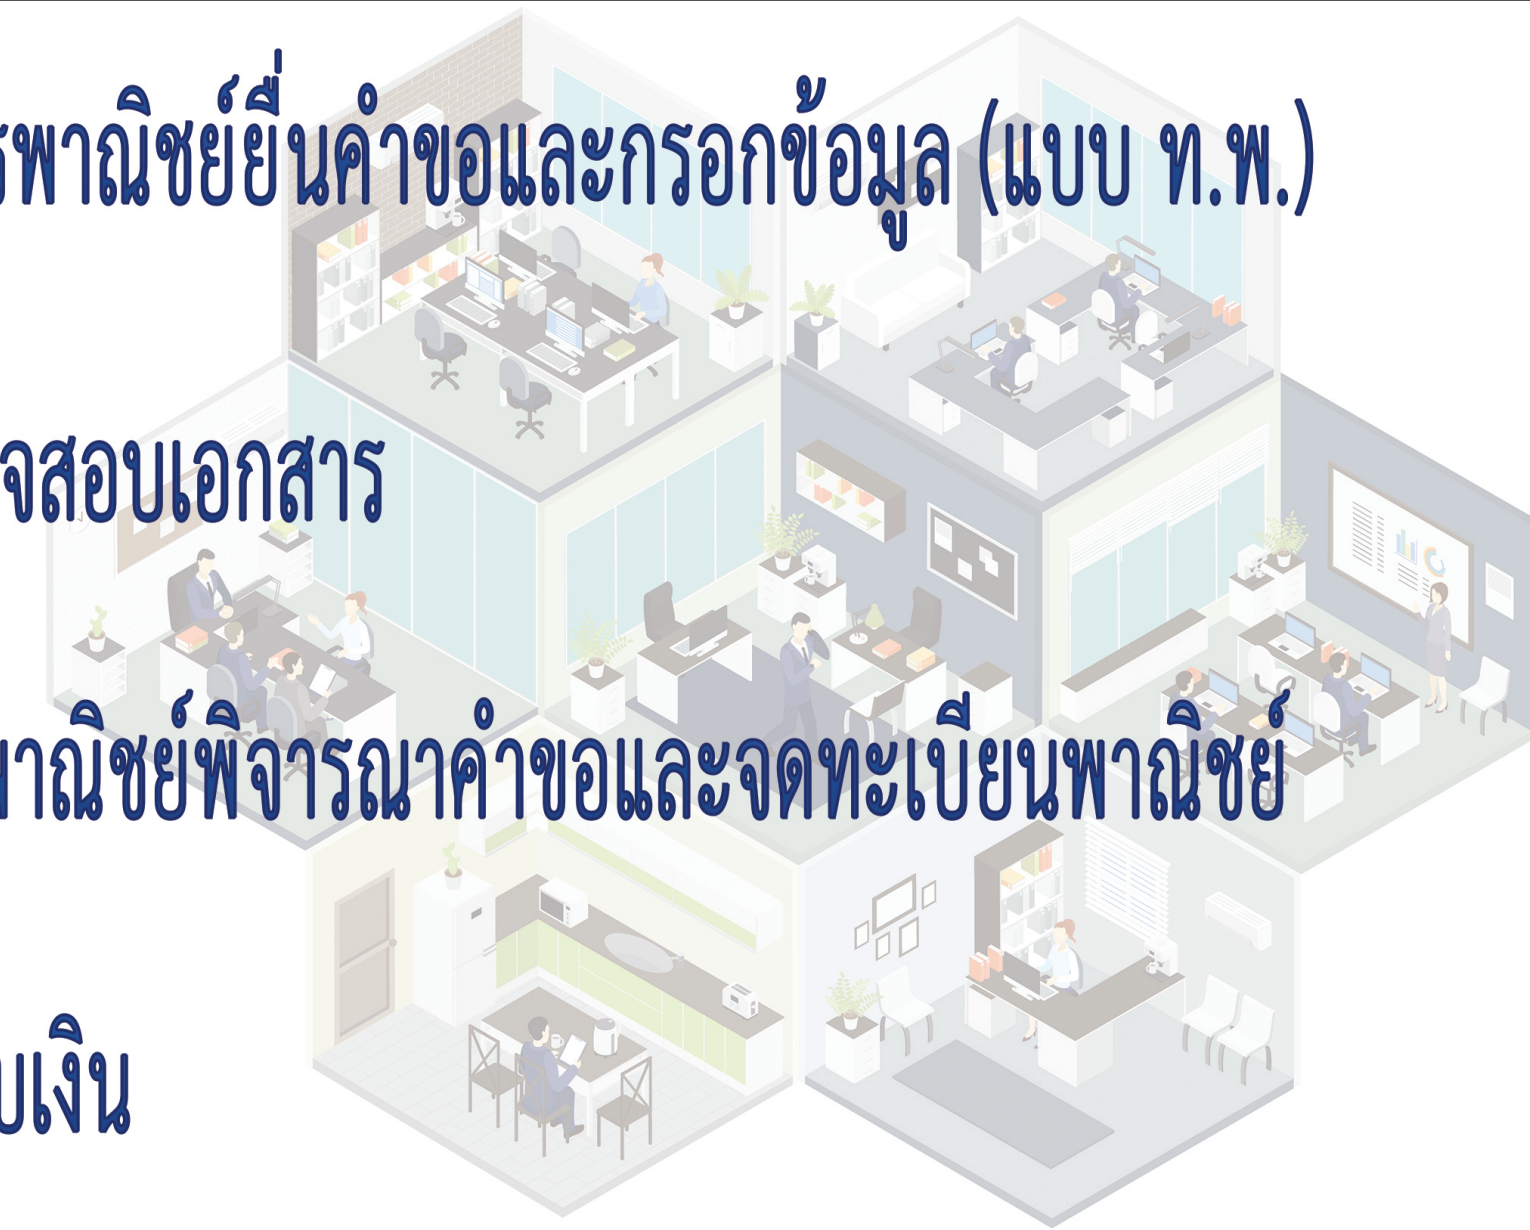 รพาณิชย์ยื่นคำขอและกรอกข้อมูล (แบบ ท.พ.)
จสอบเอกสาร
พาณิชย์พิจารณาคำขอและจดทะเบียนพาณิชย์
บเงิน